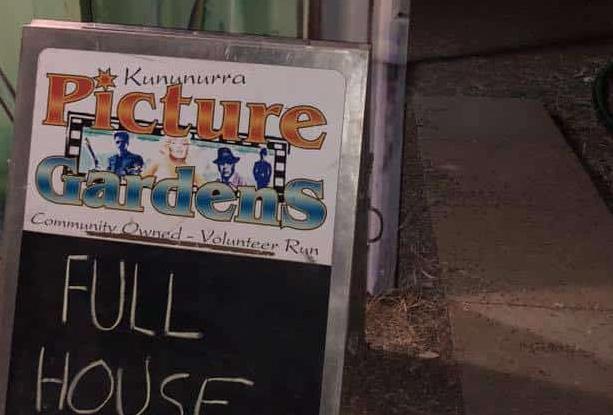 Kununurra
Picture
Gardens
Community Owned - Volunteer Run
FULL
HOUSE